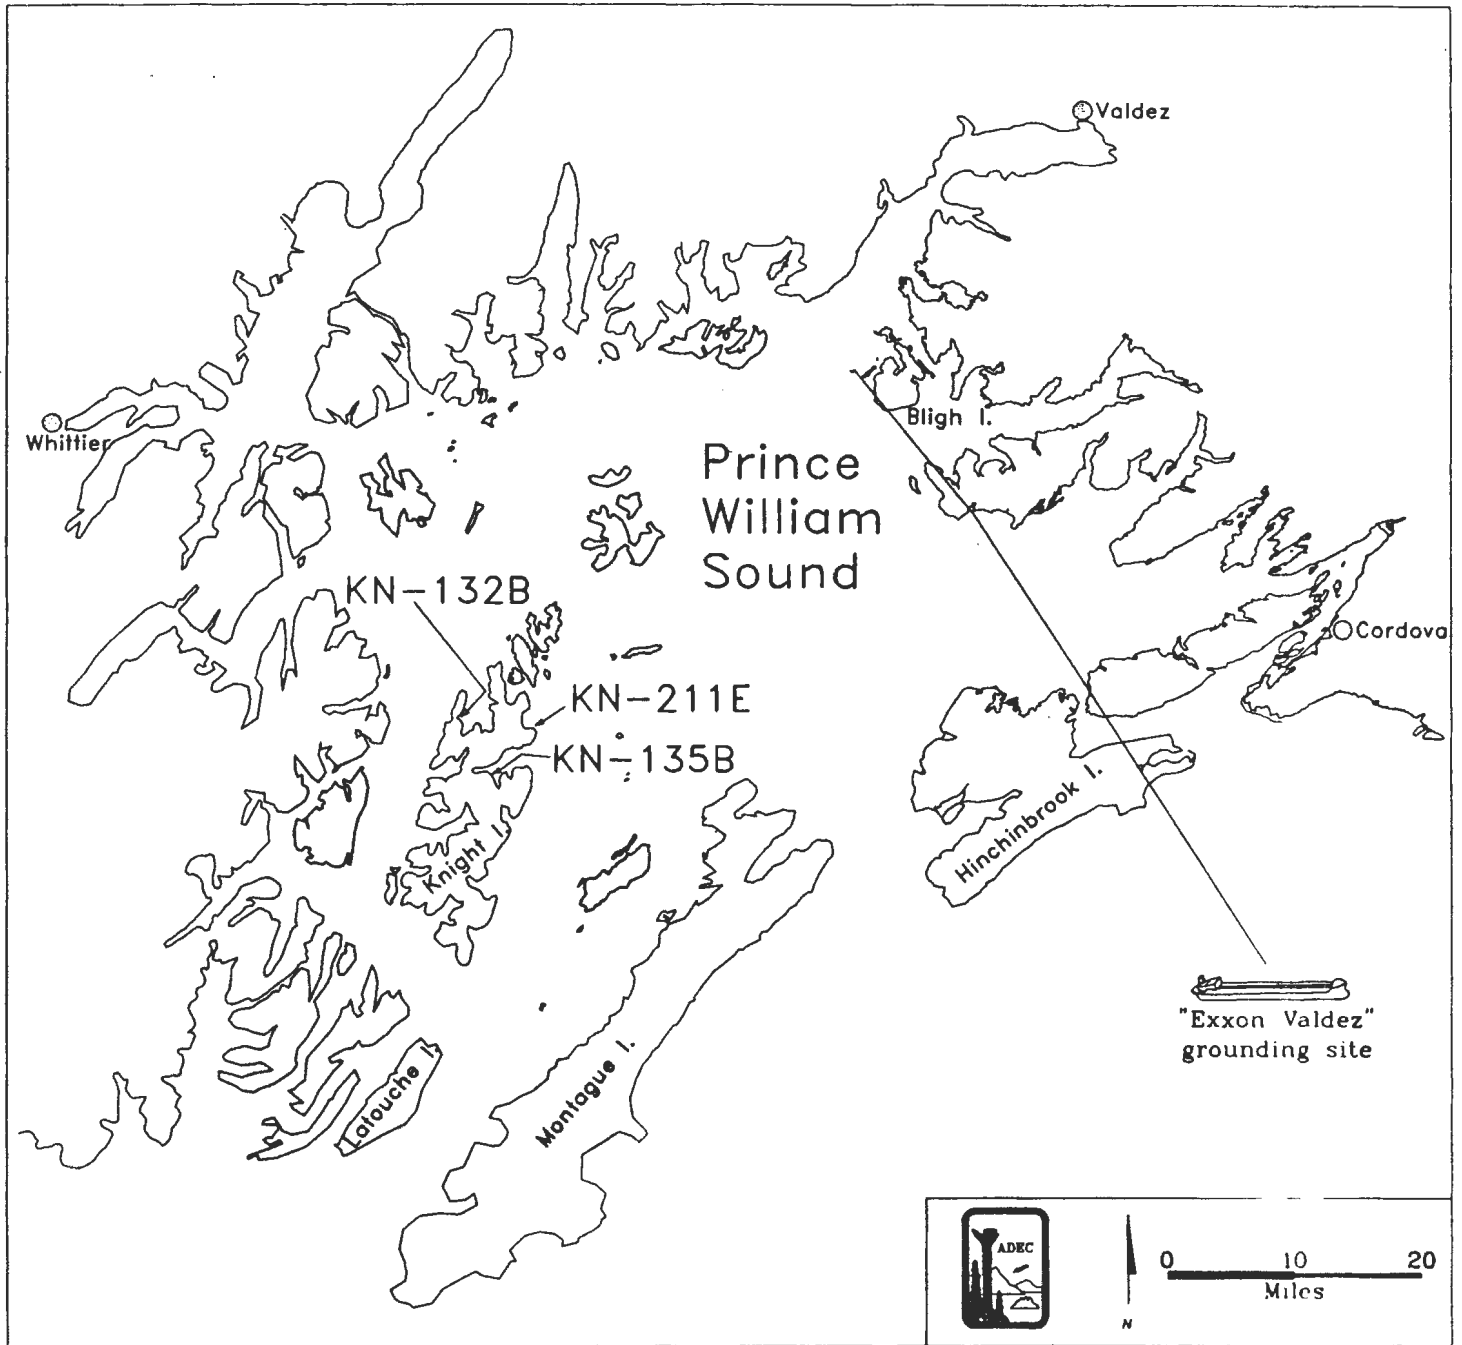 Valdez
Bligh I.
Whittier
Prince
William
Sound
KN-132B
Cordova
KN-211E
KN-135B
Knight I.
Hinchinbrook I.
"Exxon Valdez"
grounding site
Latouche I.
Montague I.
ADEC
0 10 20
Miles
N